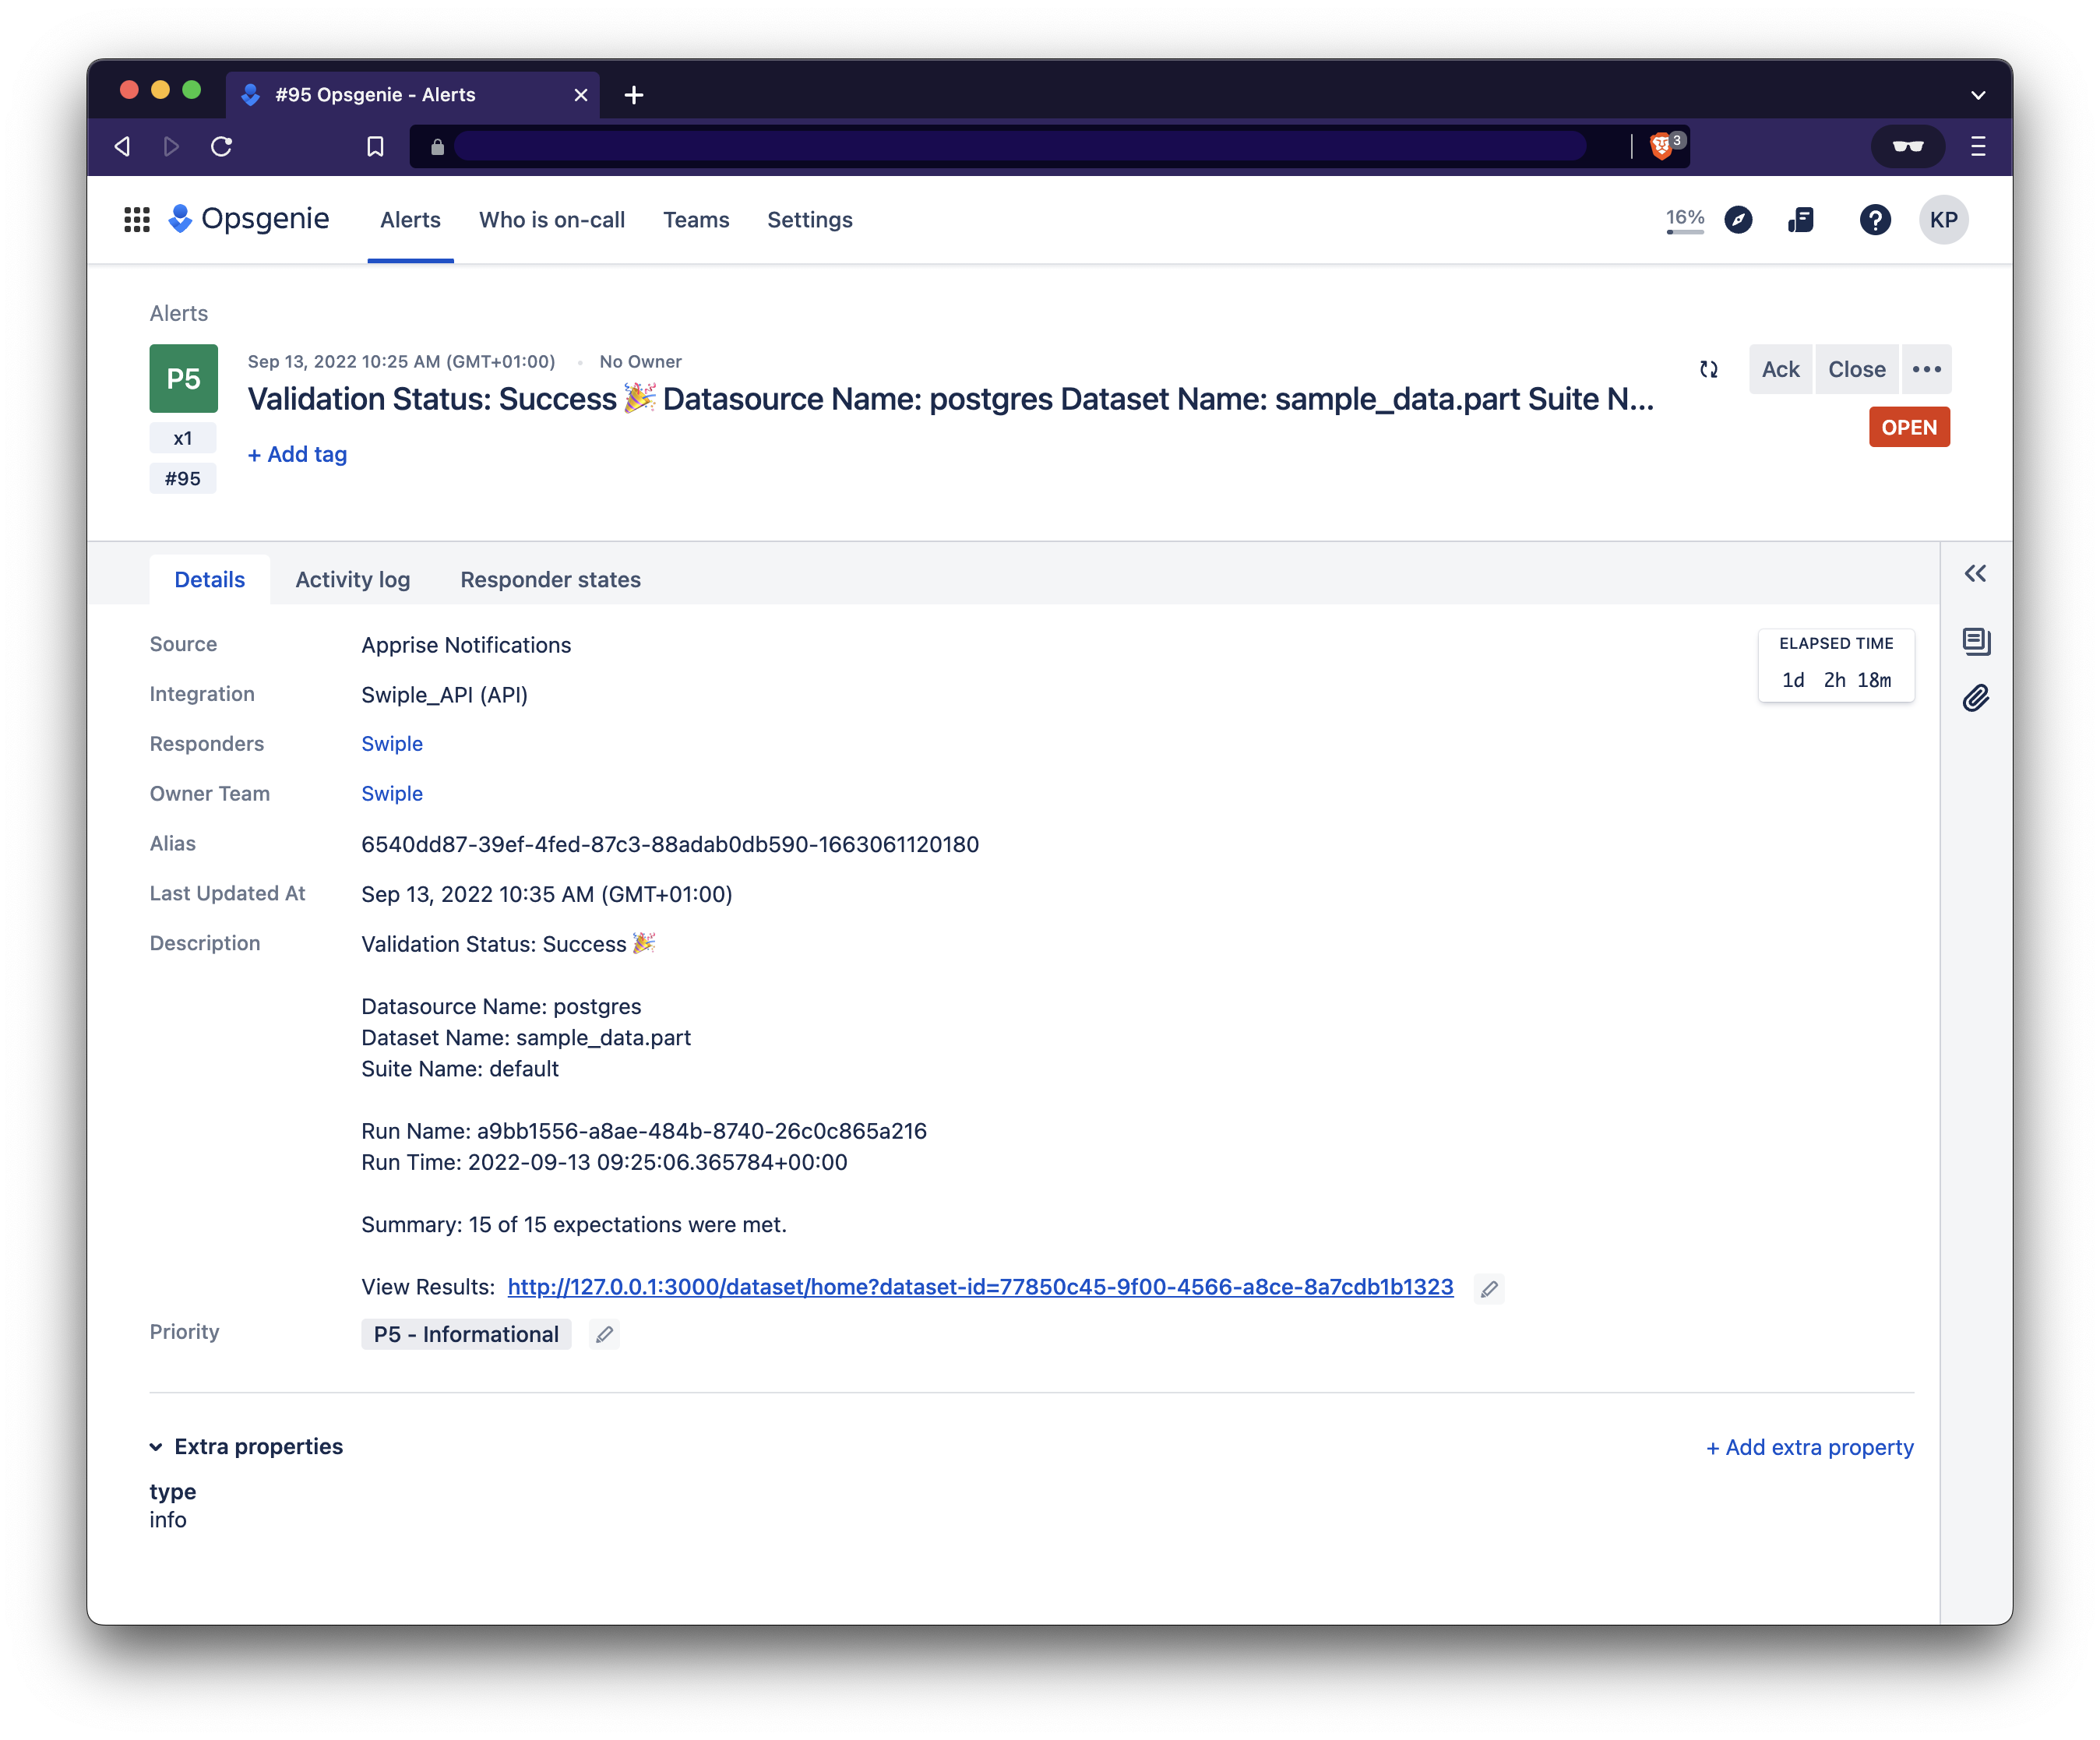 #95 Opsgenie - Alerts
3
Opsgenie
Alerts
Who is on-call
Teams
Settings
16%
KP
Alerts
P5
Sep 13, 2022 10:25 AM (GMT+01:00) • No Owner
Validation Status: Success 🎉 Datasource Name: postgres Dataset Name: sample_data.part Suite N...
Ack
Close
OPEN
x1
+ Add tag
#95
Details
Activity log
Responder states
ELAPSED TIME
1d 2h 18m
Source Apprise Notifications
Integration Swiple_API (API)
Responders Swiple
Owner Team Swiple
Alias 6540dd87-39ef-4fed-87c3-88adab0db590-1663061120180
Last Updated At Sep 13, 2022 10:35 AM (GMT+01:00)
Description Validation Status: Success 🎉
Datasource Name: postgres
Dataset Name: sample_data.part
Suite Name: default
Run Name: a9bb1556-a8ae-484b-8740-26c0c865a216
Run Time: 2022-09-13 09:25:06.365784+00:00
Summary: 15 of 15 expectations were met.
View Results: http://127.0.0.1:3000/dataset/home?dataset-id=77850c45-9f00-4566-a8ce-8a7cdb1b1323
Priority P5 - Informational
Extra properties
+ Add extra property
type
info